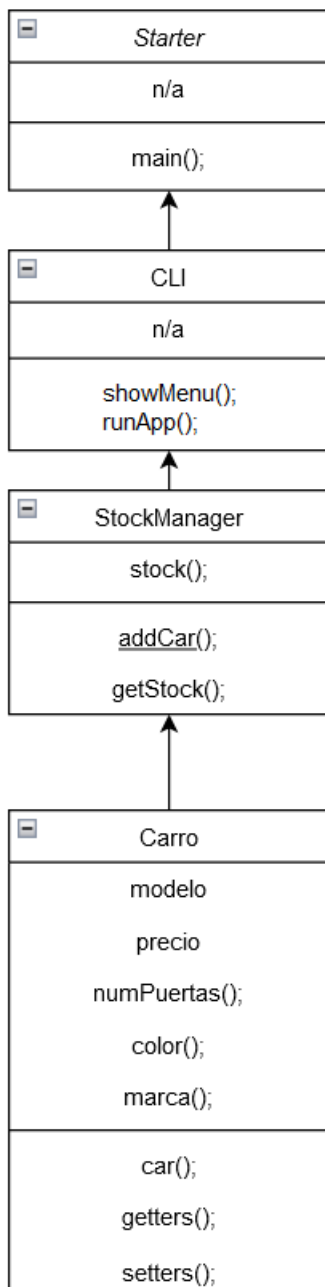 Starter
n/a
main();
CLI
n/a
showMenu();
runApp();
StockManager
stock();
addCar();
getStock();
Carro
modelo
precio
numPuertas();
color();
marca();
car();
getters();
setters();